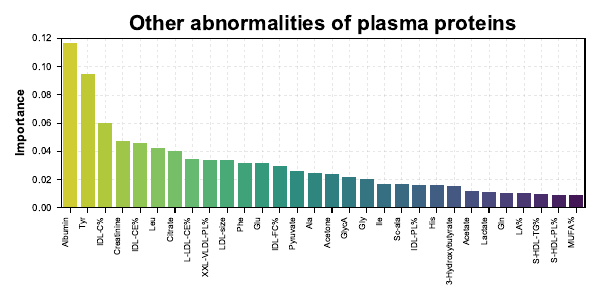 Other abnormalities of plasma proteins
Importance
0.12
0.10
0.08
0.06
0.04
0.02
0.00
Albumin
Tyr
IDL-C%
Creatinine
IDL-CE%
Leu
Citrate
L-LDL-CE%
XXL-VLDL-PL%
LDL-size
Phe
Glu
IDL-FC%
Pyruvate
Ala
Acetone
GlycA
Gly
Ile
Sc-ala
IDL-PL%
His
3-Hydroxybutyrate
Acetate
Lactate
Gln
LA%
S-HDL-TG%
S-HDL-PL%
MUFA%